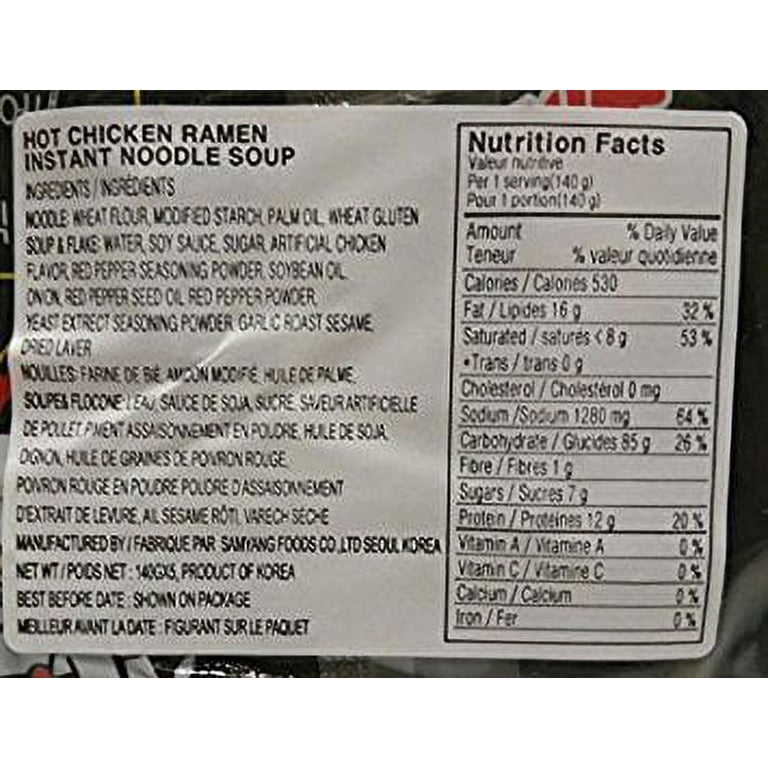 HOT CHICKEN RAMEN
INSTANT NOODLE SOUP
INGREDIENTS / INGRÉDIENTS
NOODLE: WHEAT FLOUR, MODIFIED STARCH, PALM OIL, WHEAT GLUTEN
SOUP & FLAKE: WATER, SOY SAUCE, SUGAR, ARTIFICIAL CHICKEN
FLAVOR, RED PEPPER SEASONING POWDER, SOYBEAN OIL,
ONION, RED PEPPER SEED OIL, RED PEPPER POWDER,
YEAST EXTRECT SEASONING POWDER, GARLIC ROAST SESAME,
DRIED LAVER
NOUILLES: FARINE DE BIÉ, AMIDUN MODIFIÉ, HUILE DE PALME,
SOUPE& FLOCONE: L'EAU, SAUCE DE SOJA, SUCRE, SAVEUR ARTIFICIELLE
DE POULET, PIMENT ASSAISONNEMENT EN POUDRE, HUILE DE SOJA,
OIGNON, HUILE DE GRAINES DE POIVRON ROUGE,
POIVRON ROUGE EN POUDRE POUDRE D'ASSAISONNEMENT
D'EXTRAIT DE LEVURE, AIL SESAME RÔTI, VARECH SÉCHÉ
MANUFACTURED BY / FABRIQUE PAR SAMYANG FOODS CO.,LTD SEOUL KOREA
NET WT / POIDS NET : 140GX5, PRODUCT OF KOREA
BEST BEFORE DATE : SHOWN ON PACKAGE
MEILLEUR AVANT LA DATE : FIGURANT SUR LE PAQUET
Nutrition Facts
Valeur nutritive
Per 1 serving(140 g)
Pour 1 portion(140 g)
Amount % Daily Value
Teneur % valeur quotidienne
Calories / Calories 530
Fat / Lipides 16 g 32 %
Saturated / saturés < 8 g 53 %
•Trans / trans 0 g
Cholesterol / Cholestérol 0 mg
Sodium /Sodium 1280 mg 64 %
Carbohydrate / Glucides 85 g 26 %
Fibre / Fibres 1 g
Sugars / Sucres 7 g
Protein / Protéines 12 g 20 %
Vitamin A / Vitamine A 0 %
Vitamin C / Vitamine C 0 %
Calcium / Calcium 0 %
Iron / Fer 0 %